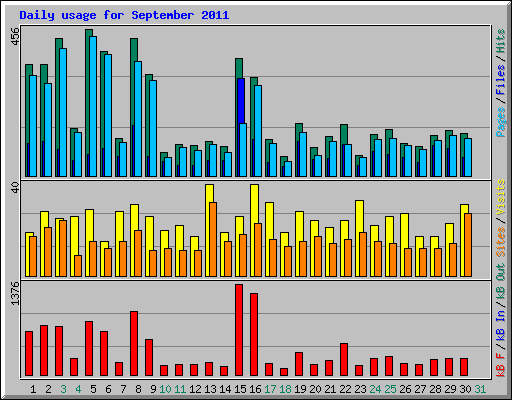 Daily usage for September 2011
456
Pages / Files / Hits
40
Sites / Visits
1376
kB F / kB In / kB Out
1 2 3 4 5 6 7 8 9 10 11 12 13 14 15 16 17 18 19 20 21 22 23 24 25 26 27 28 29 30 31